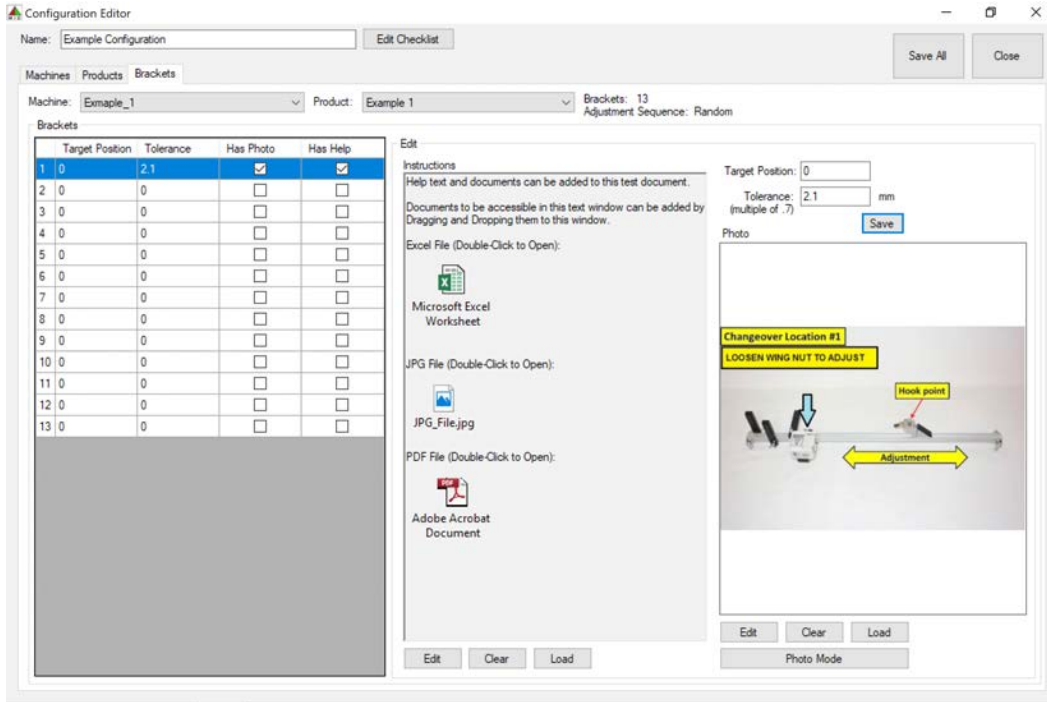 Configuration Editor
Name: Example Configuration
Edit Checklist
Save All
Close
Machines Products Brackets
Machine: Exmaple_1
Product: Example 1
Brackets: 13
Adjustment Sequence: Random
Brackets
Target Position Tolerance Has Photo Has Help
1 0 2.1
2 0 0
3 0 0
4 0 0
5 0 0
6 0 0
7 0 0
8 0 0
9 0 0
10 0 0
11 0 0
12 0 0
13 0 0
Edit
Instructions
Help text and documents can be added to this test document.
Documents to be accessible in this text window can be added by
Dragging and Dropping them to this window.
Excel File (Double-Click to Open):
Microsoft Excel
Worksheet
JPG File (Double-Click to Open):
JPG_File.jpg
PDF File (Double-Click to Open):
PDF
Adobe Acrobat
Document
Edit Clear Load
Target Position: 0
Tolerance: 2.1 mm
(multiple of .7)
Save
Photo
Changeover Location #1
LOOSEN WING NUT TO ADJUST
Hook point
Adjustment
Edit Clear Load
Photo Mode